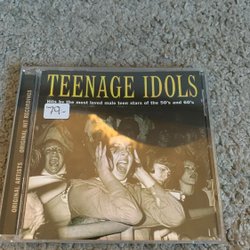 TEENAGE IDOLS
Hits by the most loved male teen stars of the 50's and 60's
79:-
ORIGINAL ARTISTS
ORIGINAL HIT RECORDINGS